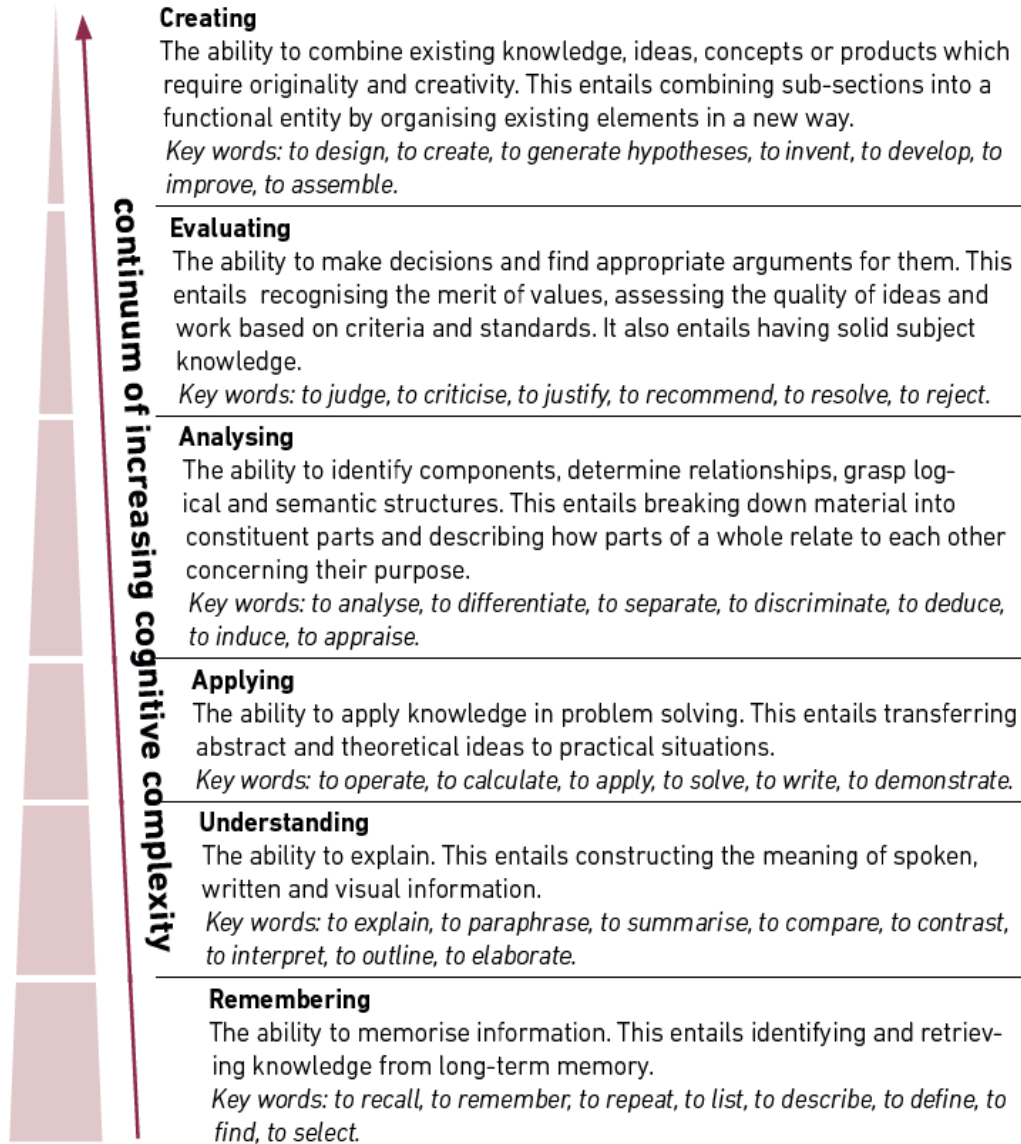 Creating
The ability to combine existing knowledge, ideas, concepts or products which
require originality and creativity. This entails combining sub-sections into a
functional entity by organising existing elements in a new way.
Key words: to design, to create, to generate hypotheses, to invent, to develop, to
improve, to assemble.
Evaluating
The ability to make decisions and find appropriate arguments for them. This
entails recognising the merit of values, assessing the quality of ideas and
work based on criteria and standards. It also entails having solid subject
knowledge.
Key words: to judge, to criticise, to justify, to recommend, to resolve, to reject.
Analysing
The ability to identify components, determine relationships, grasp log-
ical and semantic structures. This entails breaking down material into
constituent parts and describing how parts of a whole relate to each other
concerning their purpose.
Key words: to analyse, to differentiate, to separate, to discriminate, to deduce,
to induce, to appraise.
Applying
The ability to apply knowledge in problem solving. This entails transferring
abstract and theoretical ideas to practical situations.
Key words: to operate, to calculate, to apply, to solve, to write, to demonstrate.
Understanding
The ability to explain. This entails constructing the meaning of spoken,
written and visual information.
Key words: to explain, to paraphrase, to summarise, to compare, to contrast,
to interpret, to outline, to elaborate.
Remembering
The ability to memorise information. This entails identifying and retriev-
ing knowledge from long-term memory.
Key words: to recall, to remember, to repeat, to list, to describe, to define, to
find, to select.
continuum of increasing cognitive complexity